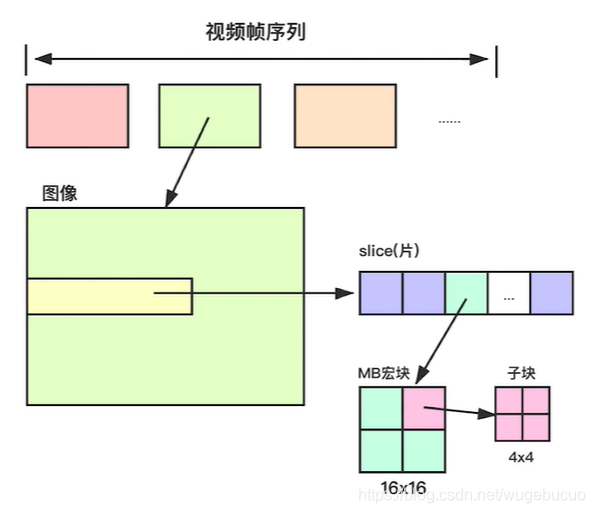 视频帧序列
......
图像
slice(片)
...
MB宏块
子块
4x4
16x16
https://blog.csdn.net/wugebucuo